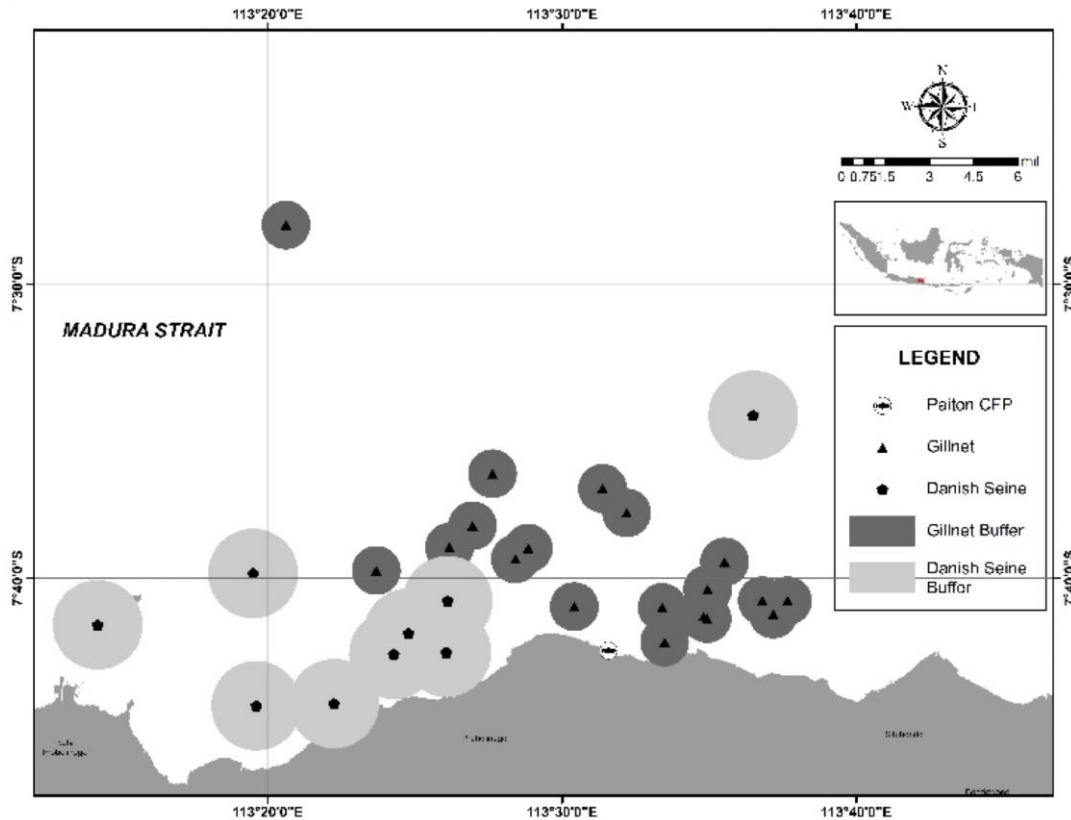 113°20'0"E 113°30'0"E 113°40'0"E
N
W
S
mil
0 0.75 1.5 3 4.5 6
7°30'0"S 7°30'0"S
MADURA STRAIT
LEGEND
Paiton CFP
Gillnet
Danish Seine
Gillnet Buffer
Danish Seine
Buffer
7°40'0"S 7°40'0"S
113°20'0"E 113°30'0"E 113°40'0"E